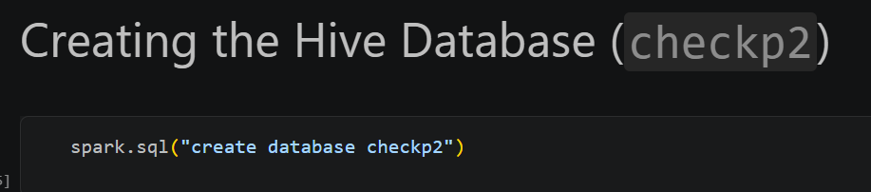 Creating the Hive Database (checkp2)
spark.sql("create database checkp2")
]